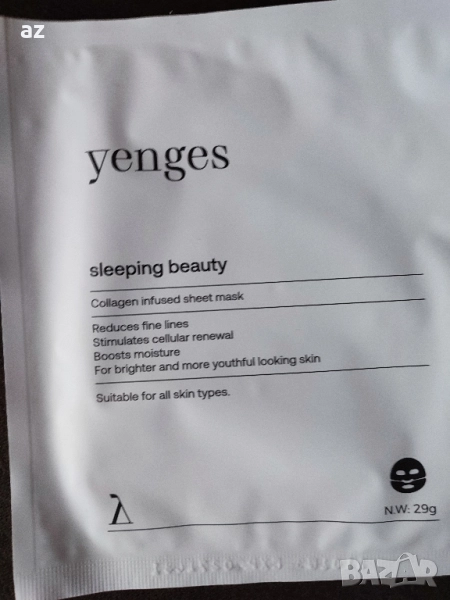 az
yenges
sleeping beauty
Collagen infused sheet mask
Reduces fine lines
Stimulates cellular renewal
Boosts moisture
For brighter and more youthful looking skin
Suitable for all skin types.
λ
N.W: 29g
BAZAR